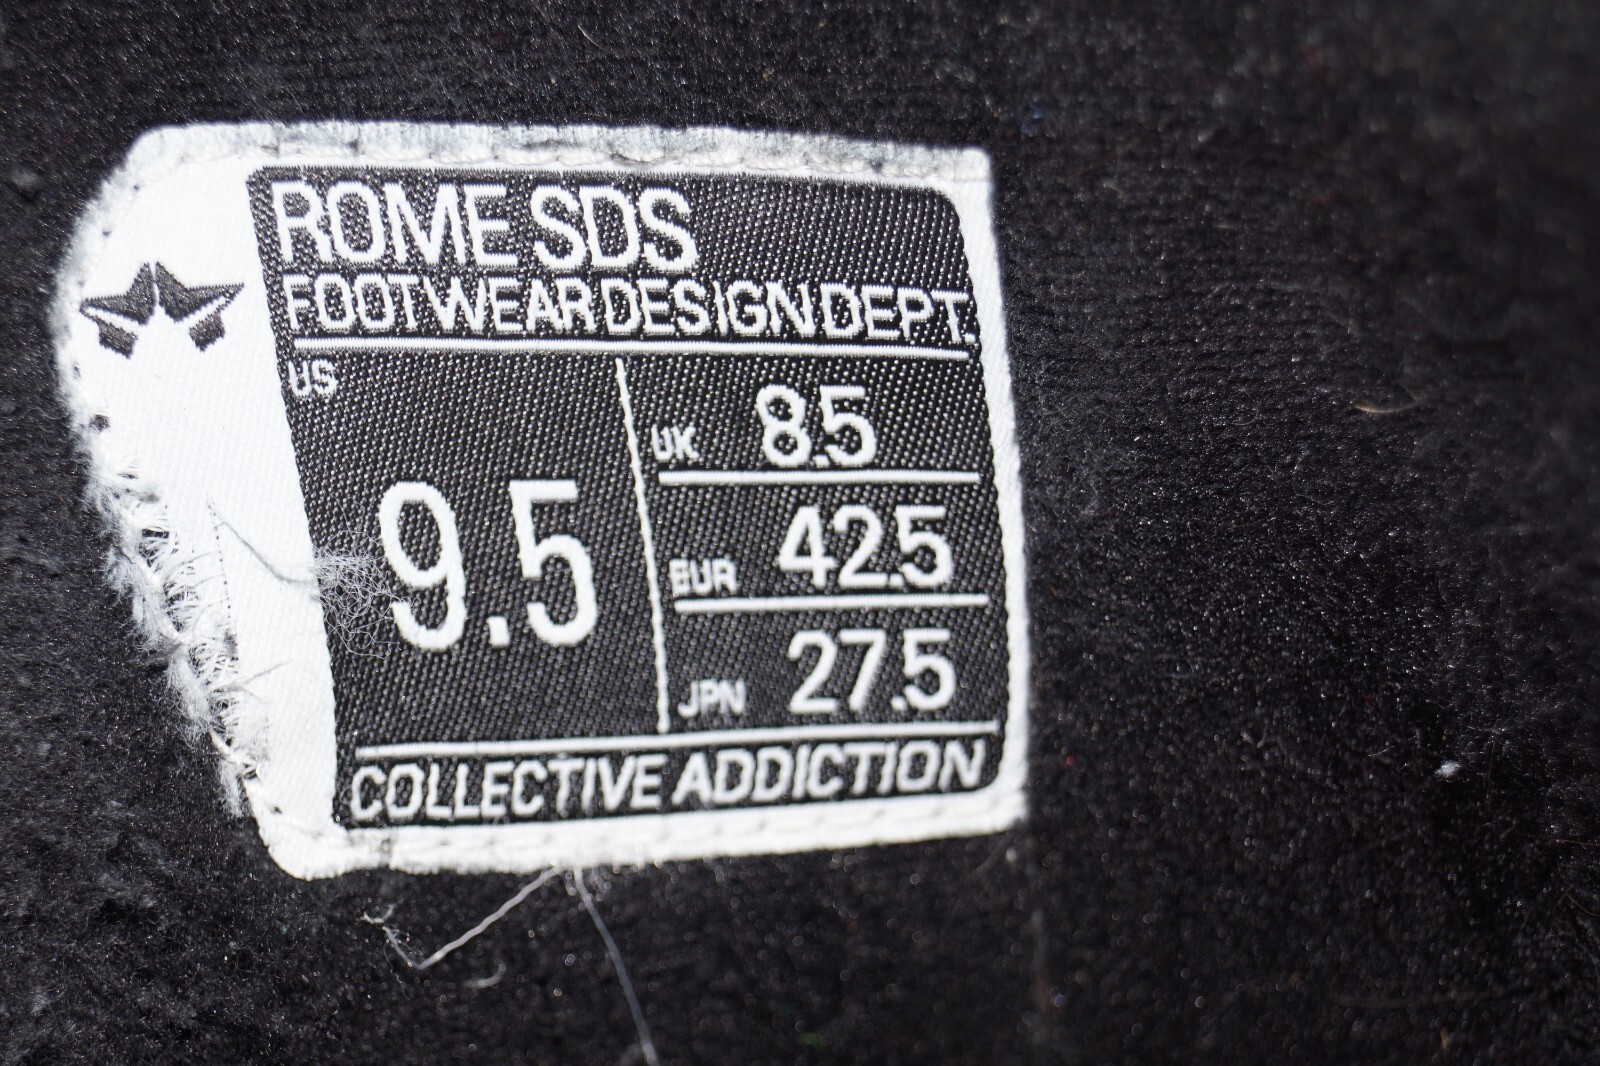 ROME SDS
FOOTWEAR DESIGN DEPT.
US
9.5
UK 8.5
EUR 42.5
JPN 27.5
COLLECTIVE ADDICTION